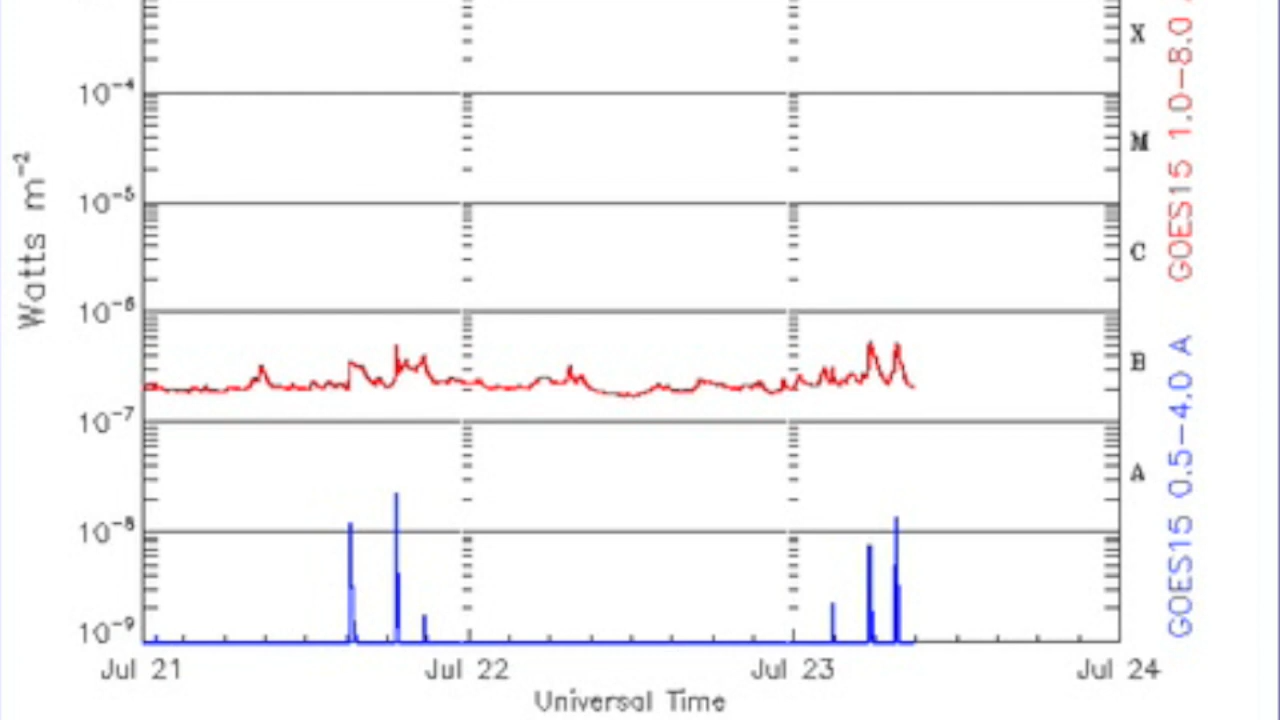 10⁻⁴
10⁻⁵
10⁻⁶
10⁻⁷
10⁻⁸
10⁻⁹
Watts m⁻²
X
M
C
B
A
GOES15 1.0-8.0
GOES15 0.5-4.0 A
Jul 21 Jul 22 Jul 23 Jul 24
Universal Time